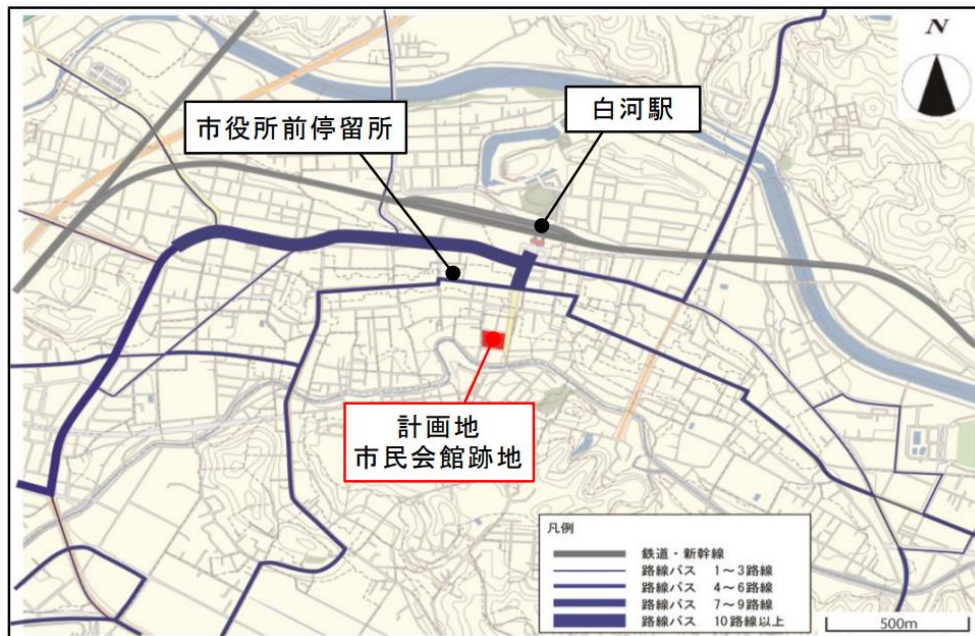 N
白河駅
市役所前停留所
計画地
市民会館跡地
凡例
鉄道・新幹線
路線バス 1～3路線
路線バス 4～6路線
路線バス 7～9路線
路線バス 10路線以上
500m